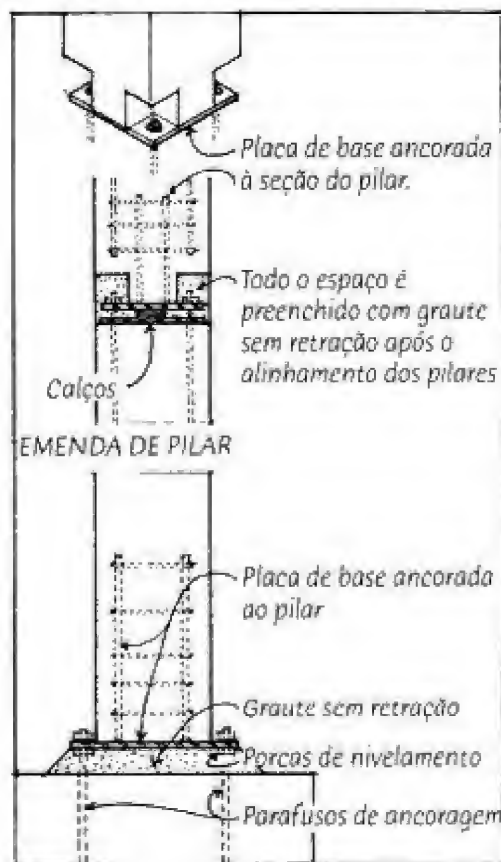 Placa de base ancorada
à seção do pilar.
Todo o espaço é
preenchido com graute
sem retração após o
alinhamento dos pilares
Calços
EMENDA DE PILAR
Placa de base ancorada
ao pilar
Graute sem retração
Porcas de nivelamento
Parafusos de ancoragem